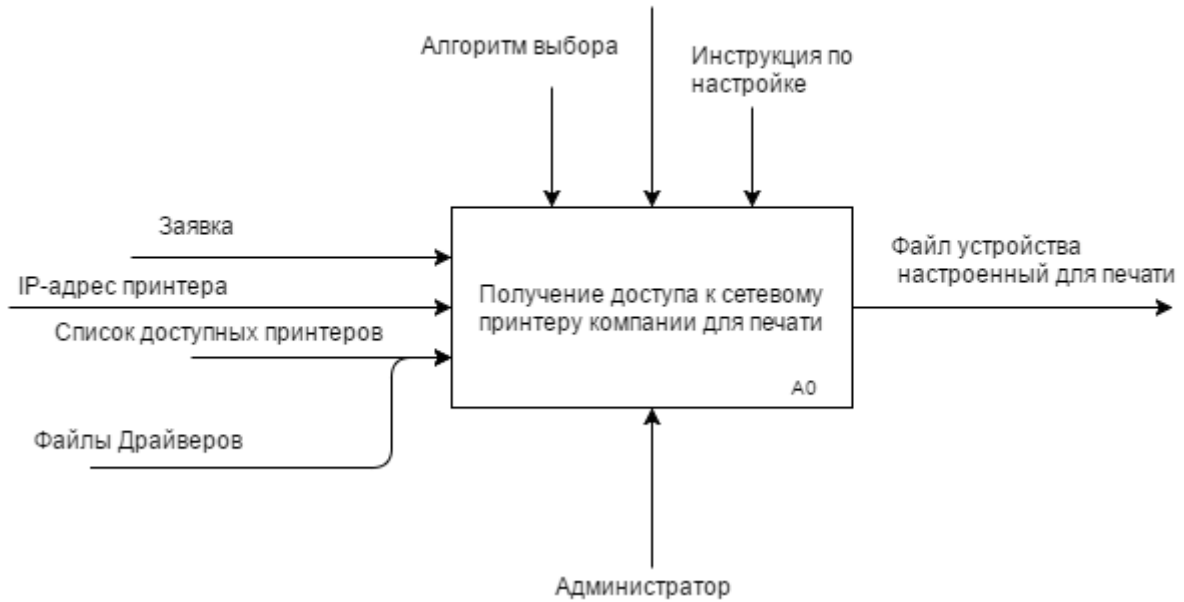 Алгоритм выбора
Инструкция по
настройке
Заявка
IP-адрес принтера
Список доступных принтеров
Файлы Драйверов
Получение доступа к сетевому
принтеру компании для печати
A0
Файл устройства
настроенный для печати
Администратор